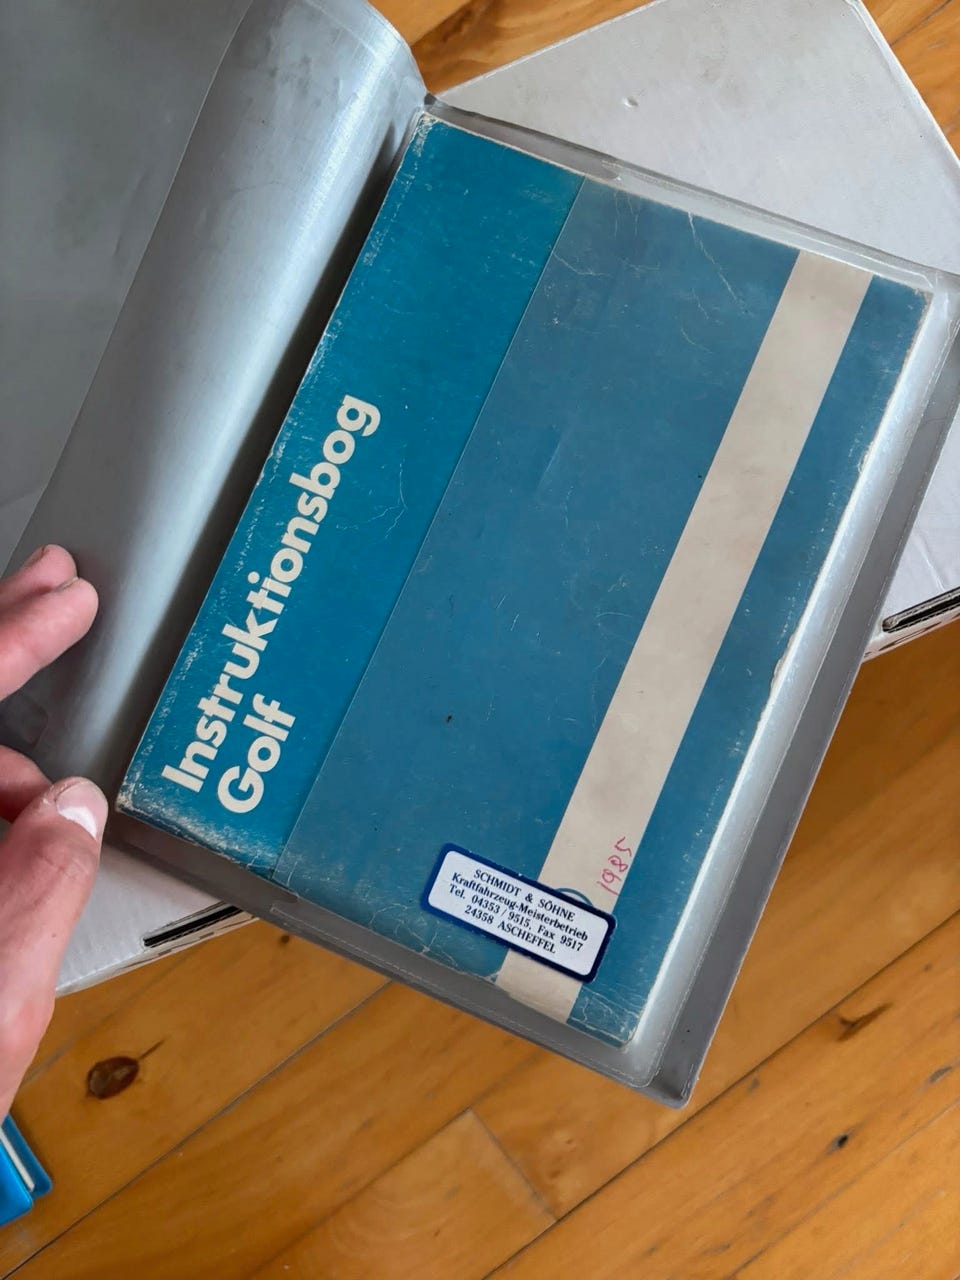 Instruktionsbog
Golf
1985
SCHMIDT & SÖHNE
Kraftfahrzeug-Meisterbetrieb
Tel. 04353 / 9515, Fax 9517
24358 ASCHEFFEL